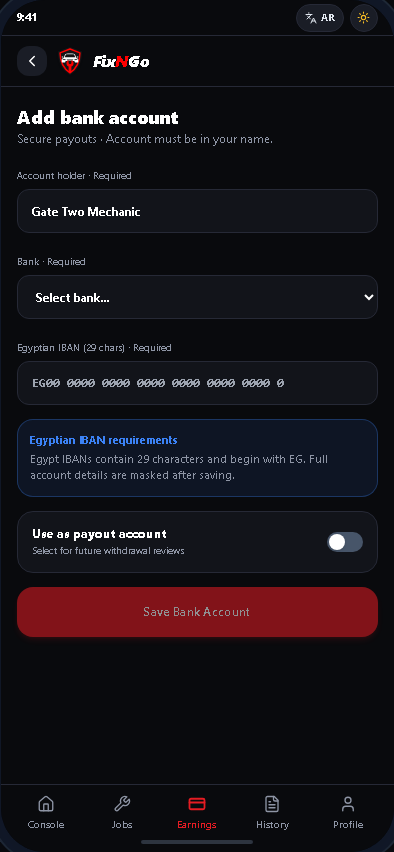 9:41
AR
FixNGo
Add bank account
Secure payouts · Account must be in your name.
Account holder · Required
Gate Two Mechanic
Bank · Required
Select bank...
Egyptian IBAN (29 chars) · Required
EG00 0000 0000 0000 0000 0000 0000 0
Egyptian IBAN requirements
Egypt IBANs contain 29 characters and begin with EG. Full
account details are masked after saving.
Use as payout account
Select for future withdrawal reviews
Save Bank Account
Console
Jobs
Earnings
History
Profile